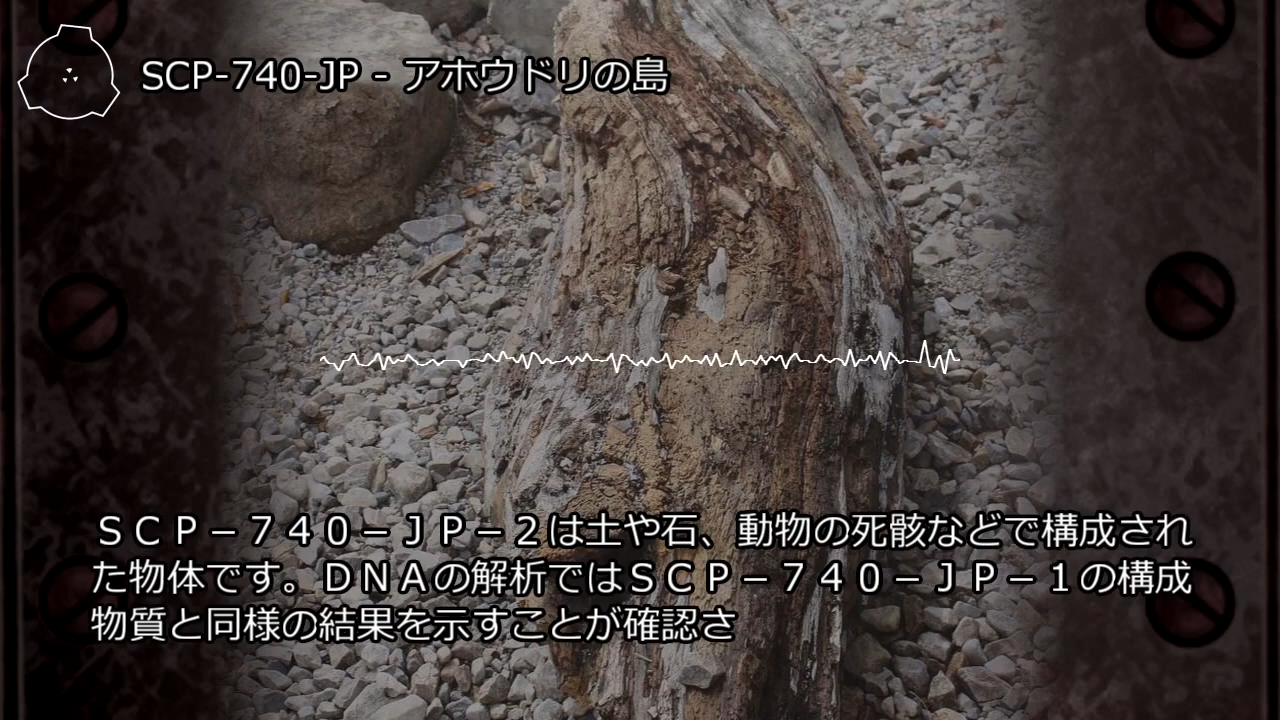 SCP-740-JP - アホウドリの島
ＳＣＰ－７４０－ＪＰ－２は土や石、動物の死骸などで構成され
た物体です。ＤＮＡの解析ではＳＣＰ－７４０－ＪＰ－１の構成
物質と同様の結果を示すことが確認さ